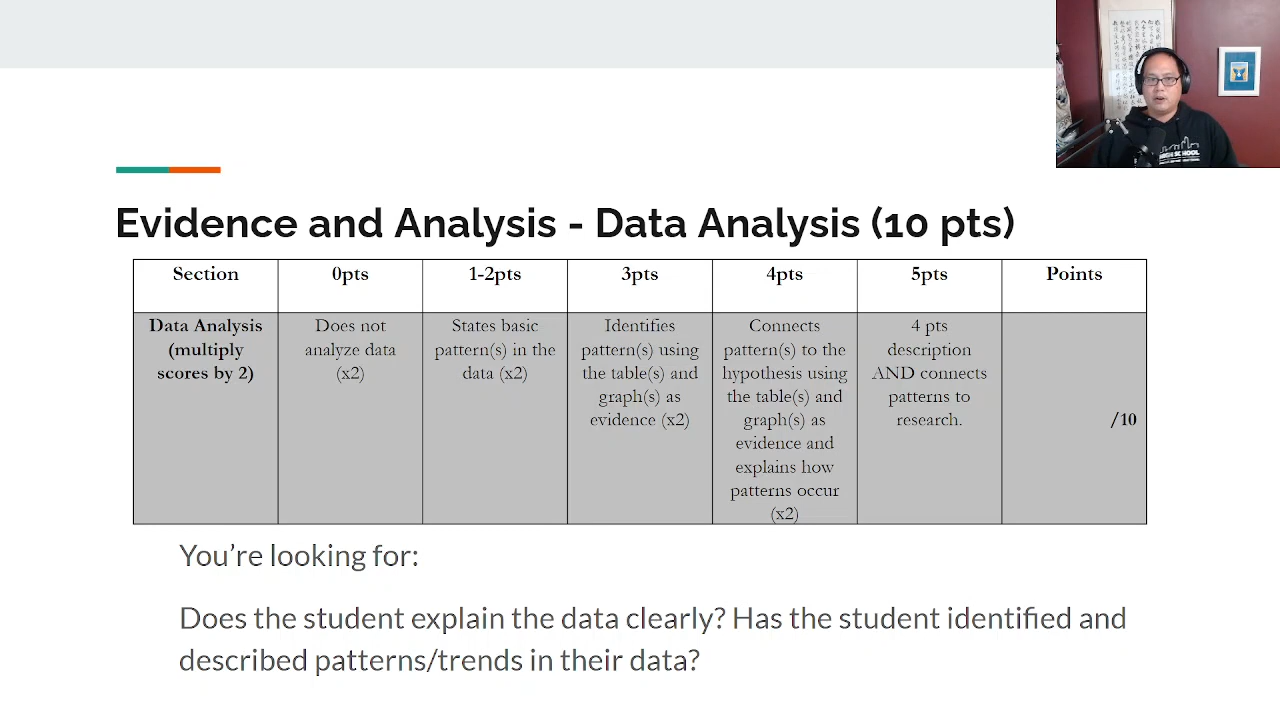 Evidence and Analysis - Data Analysis (10 pts)
Section
0pts
1-2pts
3pts
4pts
5pts
Points
Data Analysis
(multiply
scores by 2)
Does not
analyze data
(x2)
States basic
pattern(s) in the
data (x2)
Identifies
pattern(s) using
the table(s) and
graph(s) as
evidence (x2)
Connects
pattern(s) to the
hypothesis using
the table(s) and
graph(s) as
evidence and
explains how
patterns occur
(x2)
4 pts
description
AND connects
patterns to
research.
/10
You're looking for:
Does the student explain the data clearly? Has the student identified and
described patterns/trends in their data?